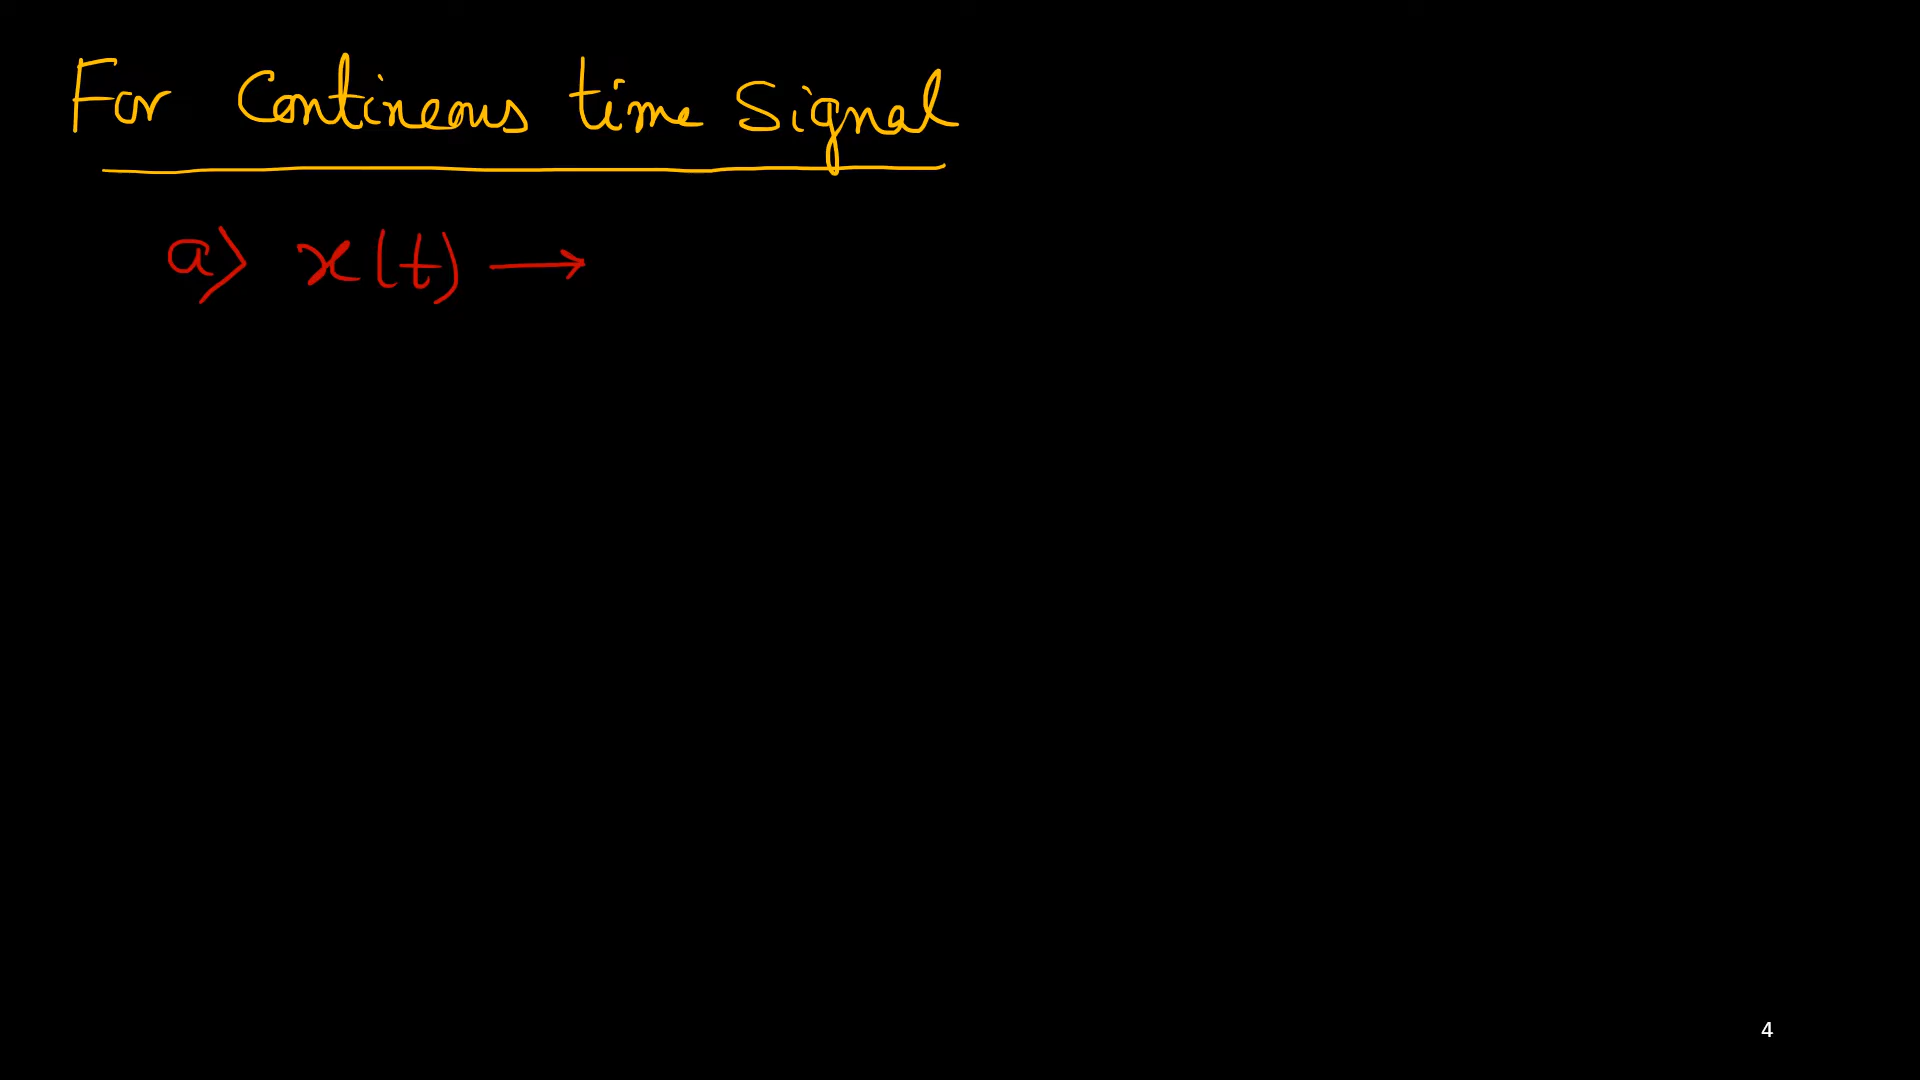 For Contineous time Signal
a) x(t) →
4